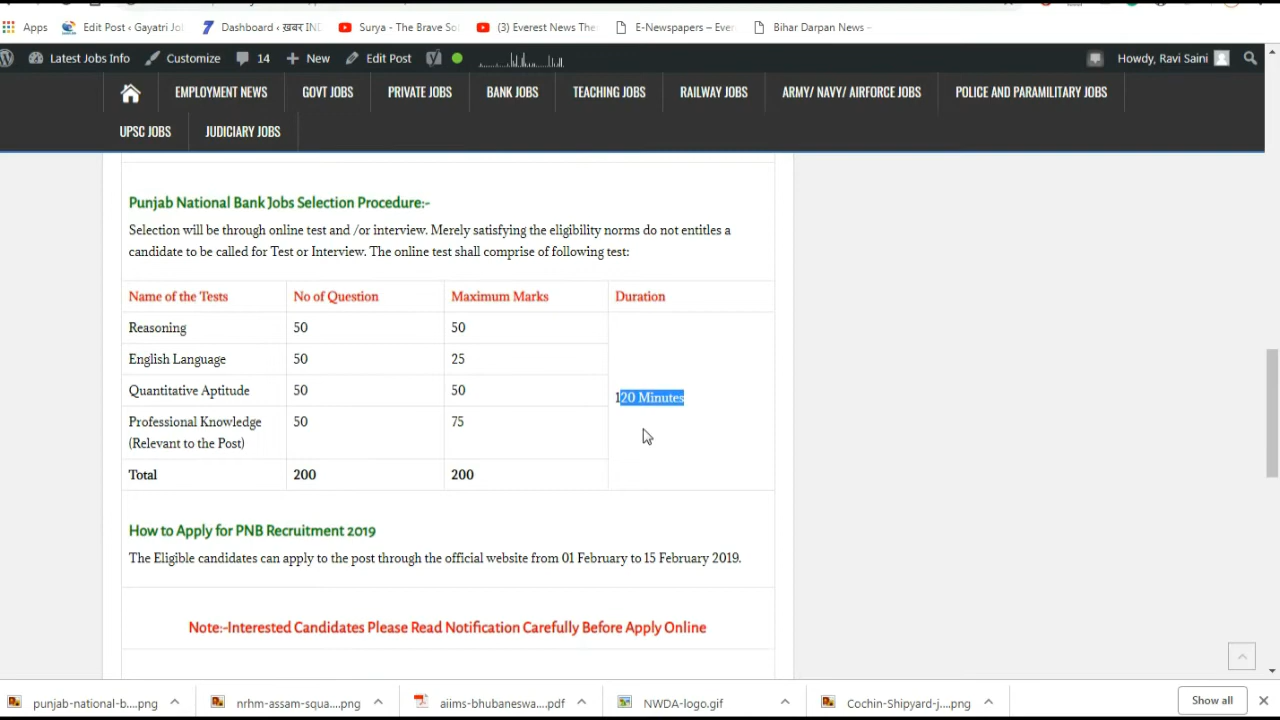 Apps Edit Post ‹ Gayatri Jo Dashboard ‹ ख़बर IND Surya - The Brave Sol (3) Everest News The E-Newspapers – Ever Bihar Darpan News –
Latest Jobs Info Customize 14 New Edit Post Howdy, Ravi Saini
EMPLOYMENT NEWS GOVT JOBS PRIVATE JOBS BANK JOBS TEACHING JOBS RAILWAY JOBS ARMY/ NAVY/ AIRFORCE JOBS POLICE AND PARAMILITARY JOBS
UPSC JOBS JUDICIARY JOBS
Punjab National Bank Jobs Selection Procedure:-
Selection will be through online test and /or interview. Merely satisfying the eligibility norms do not entitles a
candidate to be called for Test or Interview. The online test shall comprise of following test:
Name of the Tests No of Question Maximum Marks Duration
Reasoning 50 50
English Language 50 25
Quantitative Aptitude 50 50
120 Minutes
Professional Knowledge 50 75
(Relevant to the Post)
Total 200 200
How to Apply for PNB Recruitment 2019
The Eligible candidates can apply to the post through the official website from 01 February to 15 February 2019.
Note:-Interested Candidates Please Read Notification Carefully Before Apply Online
punjab-national-b....png nrhm-assam-squa....png aiims-bhubaneswa....pdf NWDA-logo.gif Cochin-Shipyard-j....png Show all